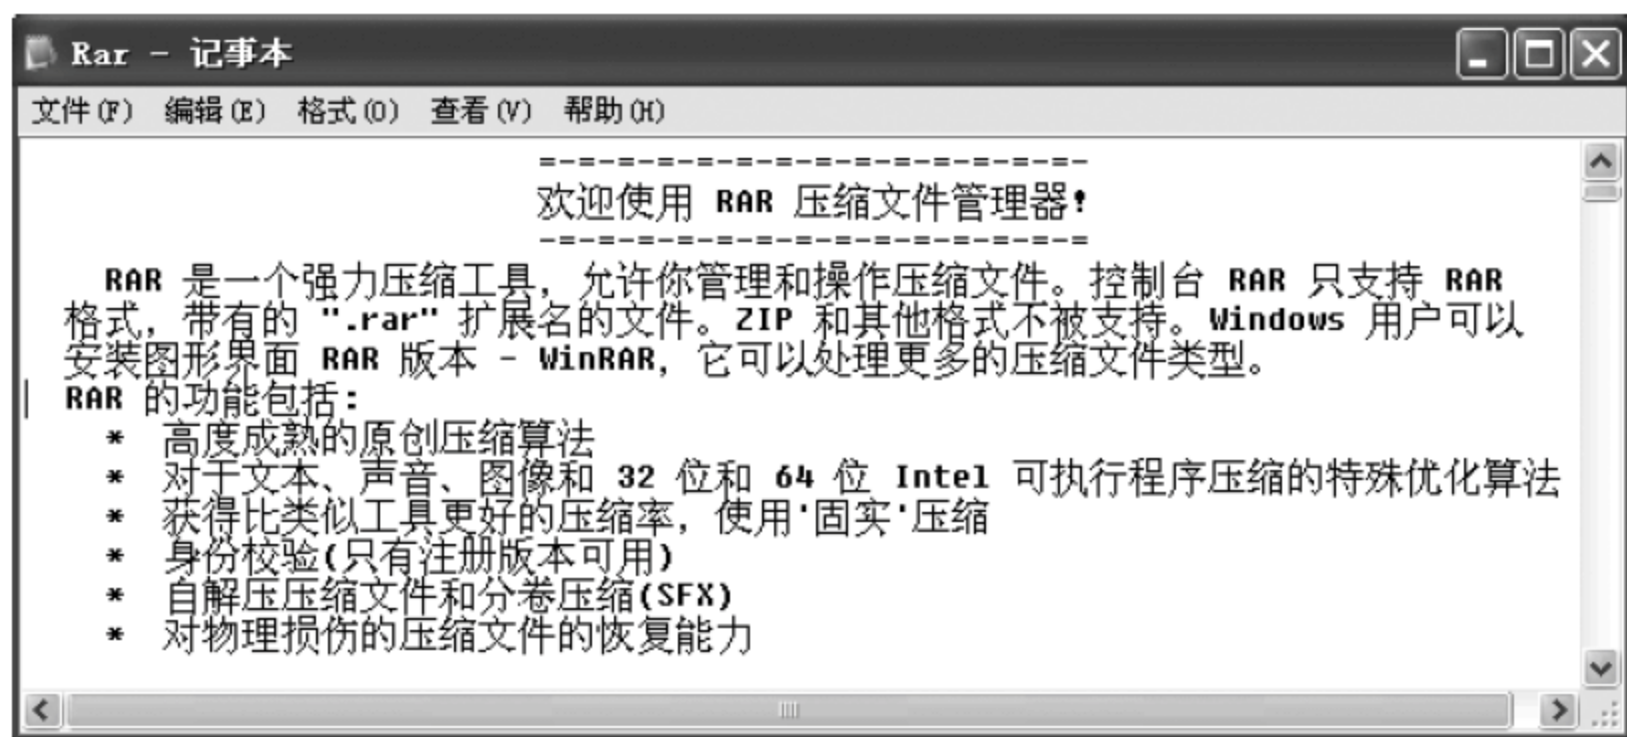 Rar - 记事本
文件(F) 编辑(E) 格式(O) 查看(V) 帮助(H)
=-=-=-=-=-=-=-=-=-=-=-=-=-=-
欢迎使用 RAR 压缩文件管理器!
-=-=-=-=-=-=-=-=-=-=-=-=-=-=
RAR 是一个强力压缩工具，允许你管理和操作压缩文件。控制台 RAR 只支持 RAR
格式，带有的 ".rar" 扩展名的文件。ZIP 和其他格式不被支持。Windows 用户可以
安装图形界面 RAR 版本 - WinRAR，它可以处理更多的压缩文件类型。
RAR 的功能包括:
* 高度成熟的原创压缩算法
* 对于文本、声音、图像和 32 位和 64 位 Intel 可执行程序压缩的特殊优化算法
* 获得比类似工具更好的压缩率，使用'固实'压缩
* 身份校验(只有注册版本可用)
* 自解压压缩文件和分卷压缩(SFX)
* 对物理损伤的压缩文件的恢复能力